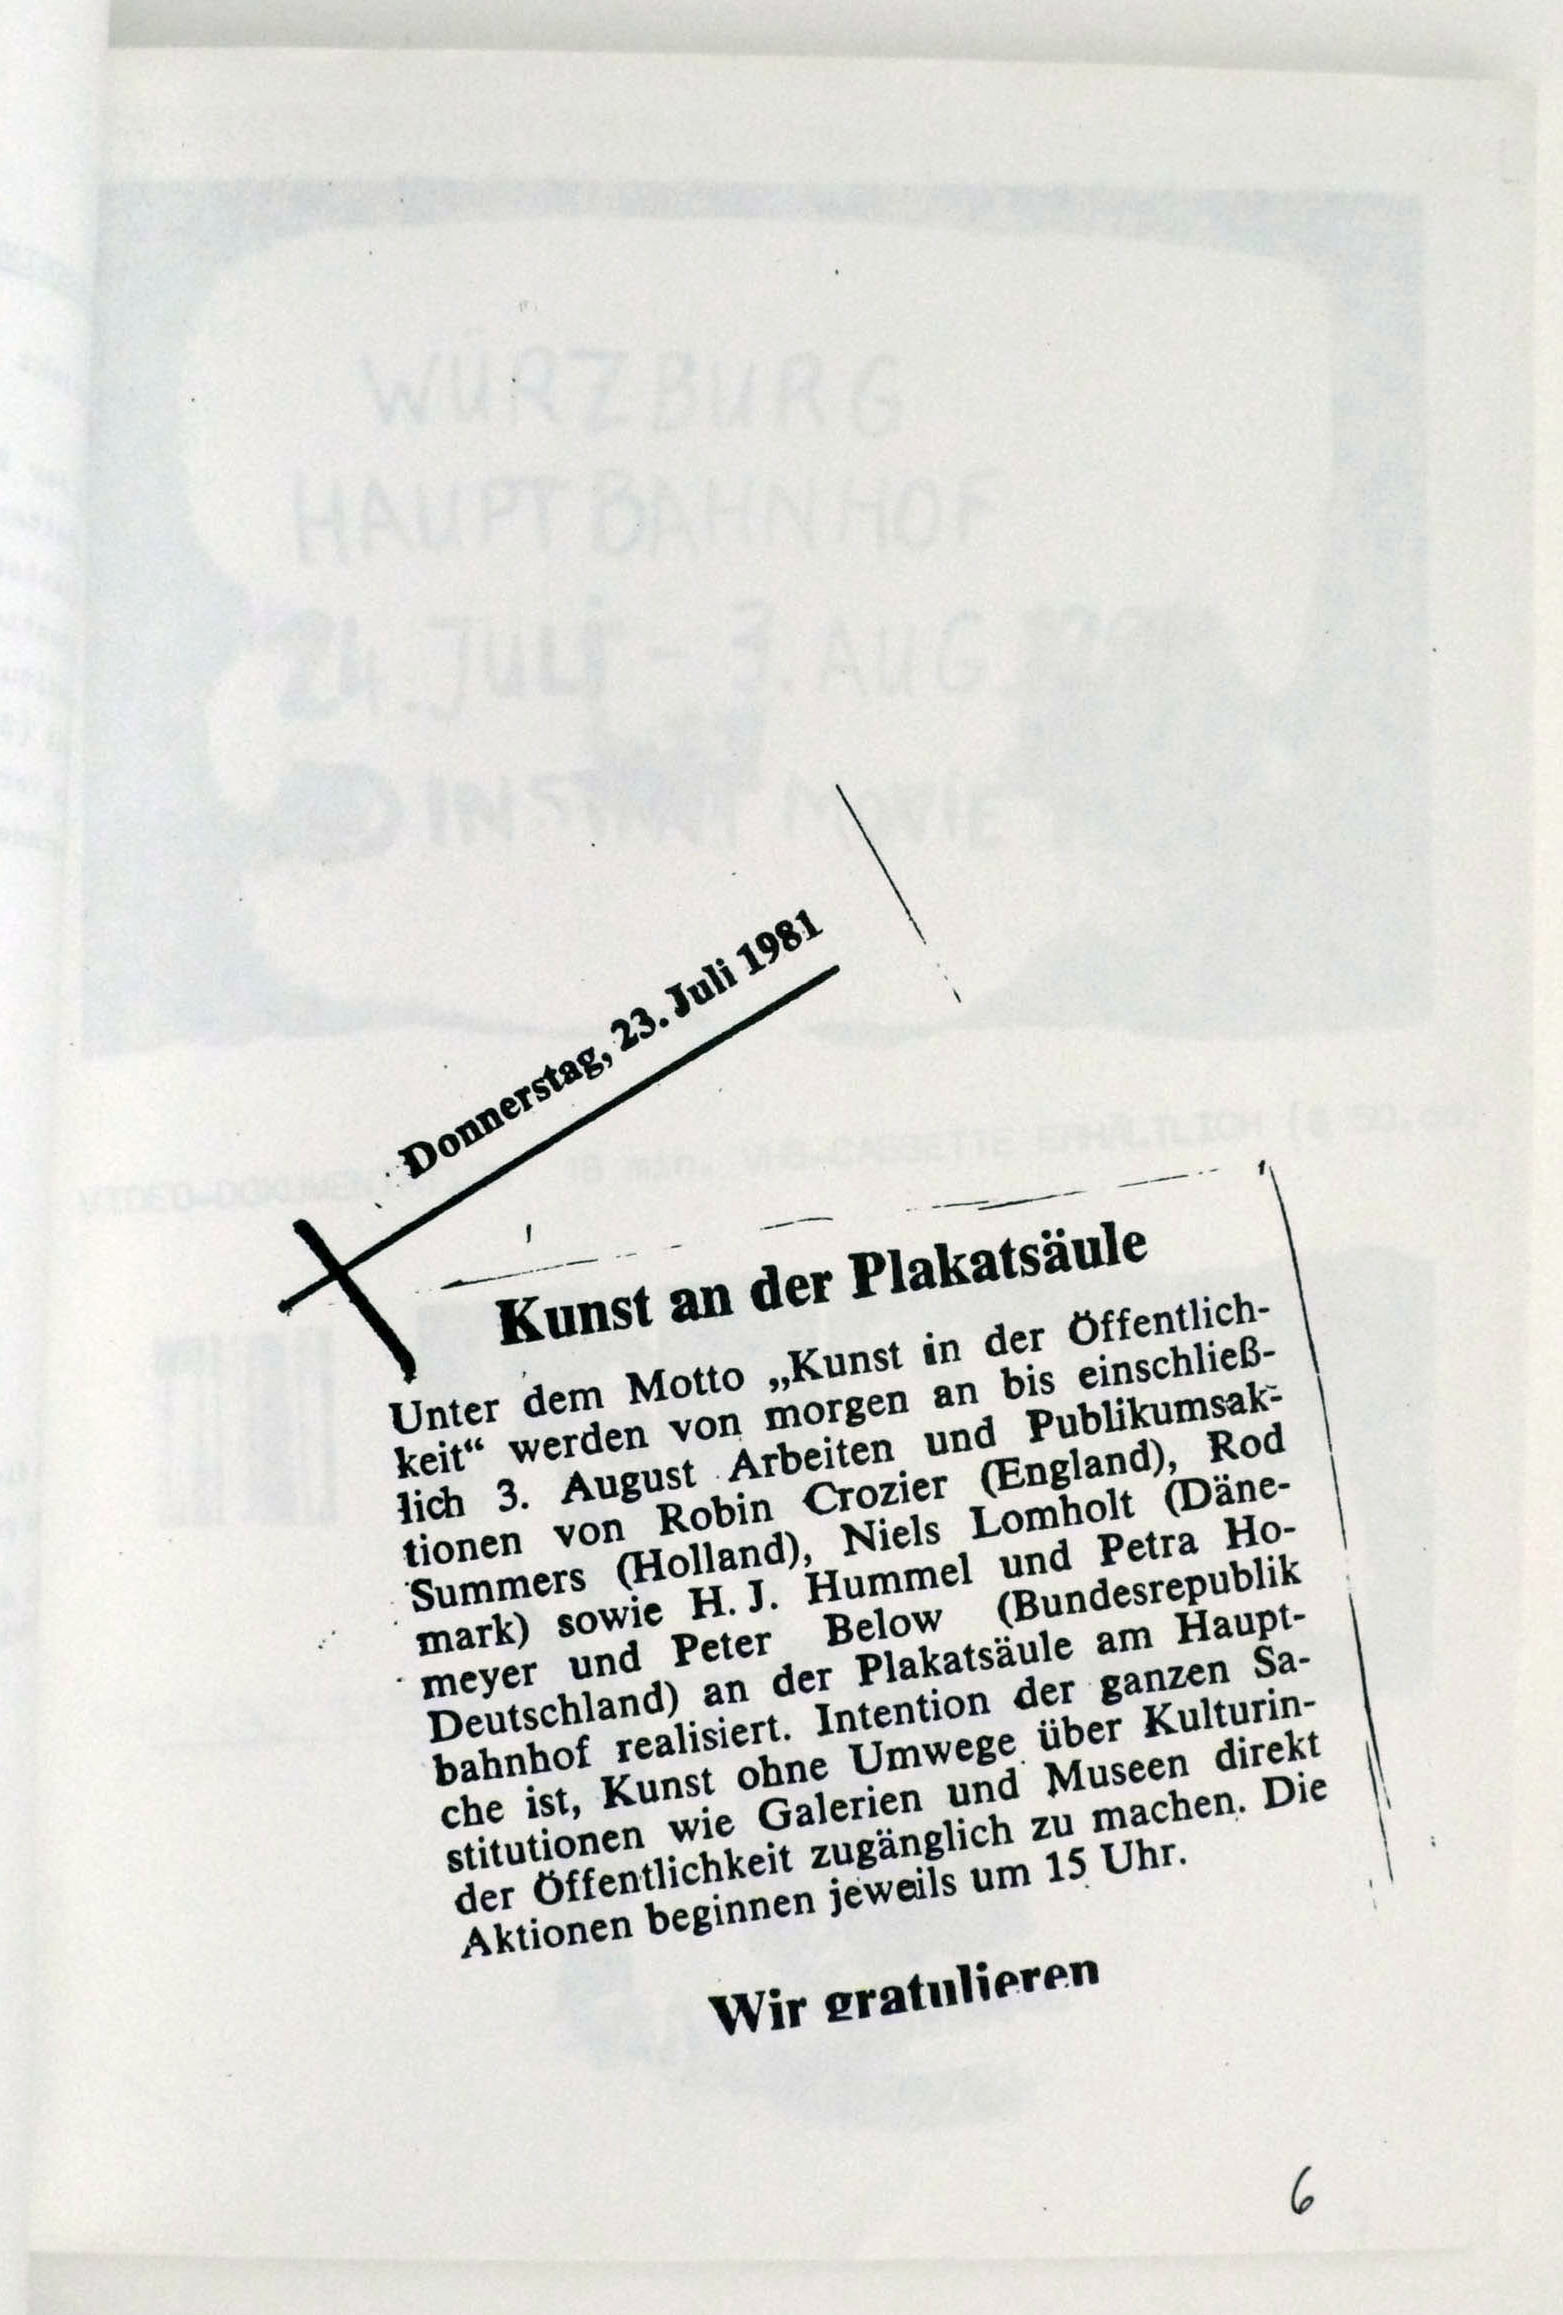 WÜRZBURG
HAUPTBAHNHOF
24. JULI - 3. AUG.
INSTANT MOVIE
Donnerstag, 23. Juli 1981
Kunst an der Plakatsäule
Unter dem Motto „Kunst in der Öffentlich-
keit“ werden von morgen an bis einschließ-
lich 3. August Arbeiten und Publikumsak-
tionen von Robin Crozier (England), Rod
Summers (Holland), Niels Lomholt (Däne-
mark) sowie H. J. Hummel und Petra Ho-
meyer und Peter Below (Bundesrepublik
Deutschland) an der Plakatsäule am Haupt-
bahnhof realisiert. Intention der ganzen Sa-
che ist, Kunst ohne Umwege über Kulturin-
stitutionen wie Galerien und Museen direkt
der Öffentlichkeit zugänglich zu machen. Die
Aktionen beginnen jeweils um 15 Uhr.
Wir gratulieren
6